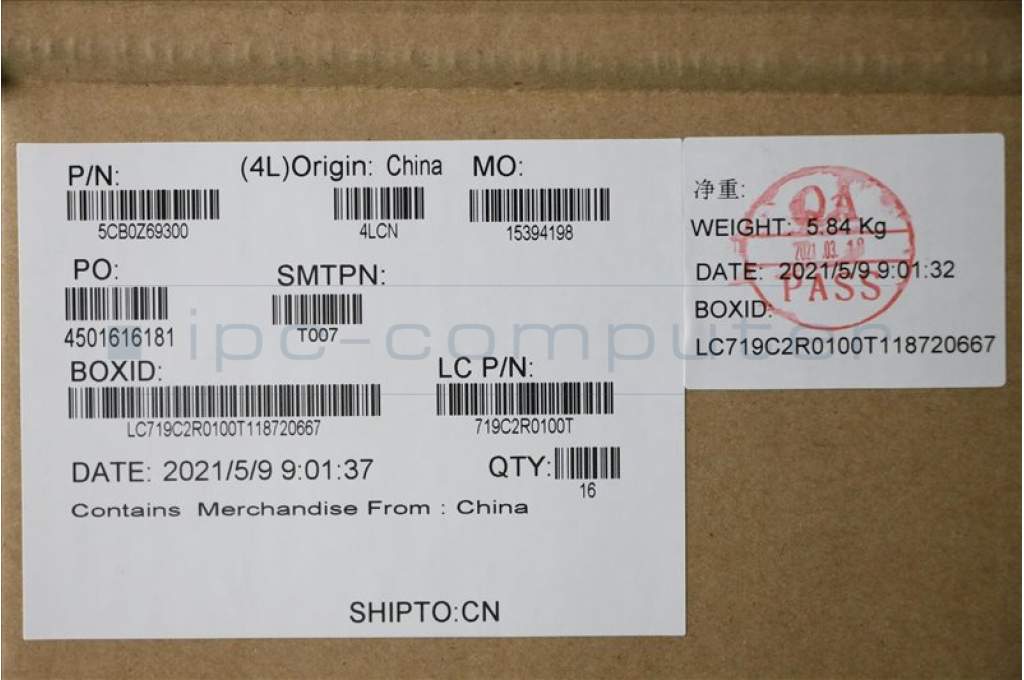 P/N:
5CB0Z69300
(4L)Origin: China
4LCN
MO:
15394198
PO:
4501616181
SMTPN:
T007
BOXID:
LC719C2R0100T118720667
LC P/N:
719C2R0100T
DATE: 2021/5/9 9:01:37
QTY:
16
Contains Merchandise From : China
SHIPTO:CN
净重:
WEIGHT: 5.84 Kg
DATE: 2021/5/9 9:01:32
BOXID:
LC719C2R0100T118720667
QA
PASS
ipc-computer